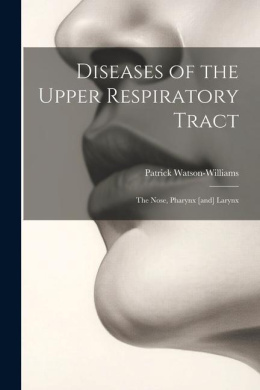 DISEASES OF THE
UPPER RESPIRATORY
TRACT
Patrick Watson-Williams
The Nose, Pharynx [and] Larynx